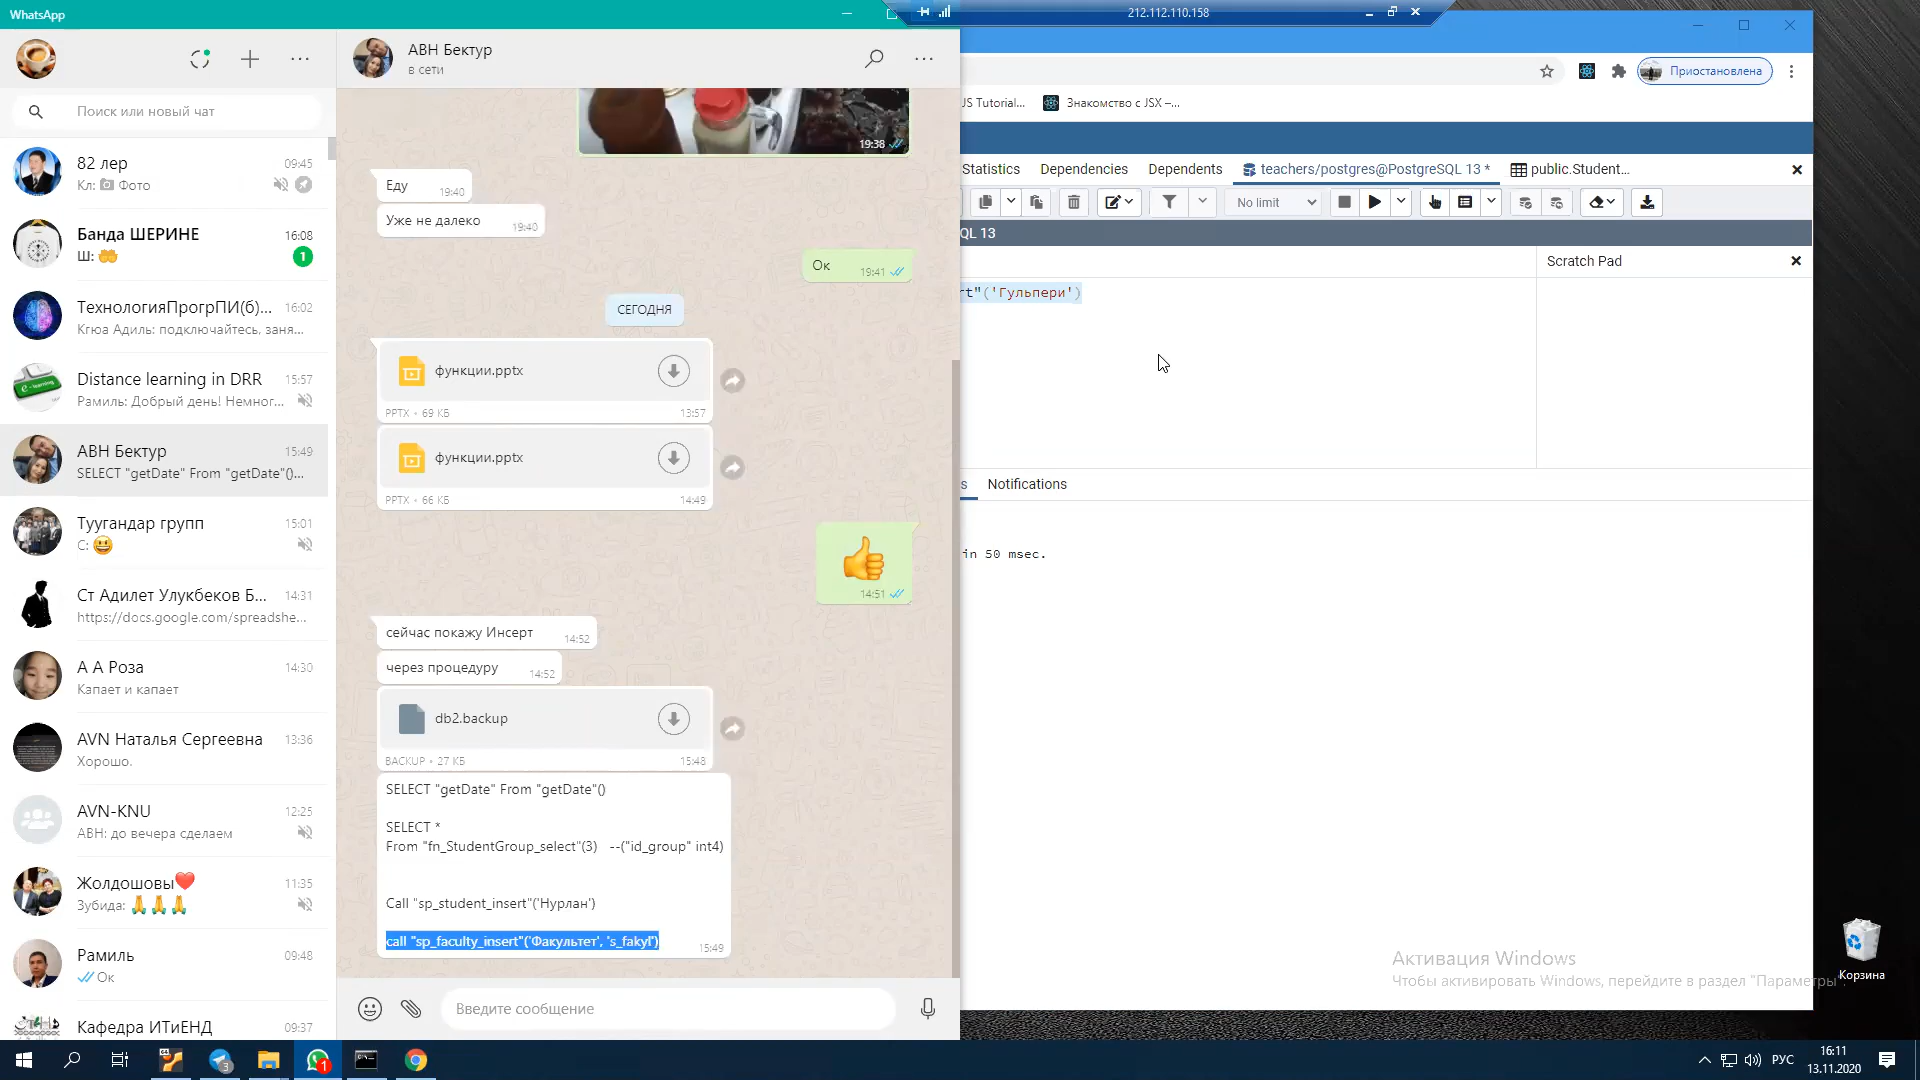 WhatsApp
Поиск или новый чат
82 лер
09:45
Кл: Фото
Банда ШЕРИНЕ
16:08
Ш:
1
ТехнологияПрогрПИ(б)...
16:02
Кгюа Адиль: подключайтесь, заня...
Distance learning in DRR
15:57
Рамиль: Добрый день! Немног...
АВН Бектур
15:49
SELECT "getDate" From "getDate"()...
Туугандар групп
15:01
С:
Ст Адилет Улукбеков Б...
14:31
https://docs.google.com/spreadshe...
А А Роза
14:30
Капает и капает
AVN Наталья Сергеевна
13:36
Хорошо.
AVN-KNU
12:25
АВН: до вечера сделаем
Жолдошовы
11:35
Зубида:
Рамиль
09:48
Ок
Кафедра ИТиЕНД
09:37
АВН Бектур
в сети
19:38
Еду
19:40
Уже не далеко
19:40
Ок
19:41
СЕГОДНЯ
функции.pptx
PPTX • 69 КБ
13:57
функции.pptx
PPTX • 66 КБ
14:49
14:51
сейчас покажу Инсерт
14:52
через процедуру
14:52
db2.backup
BACKUP • 27 КБ
15:48
SELECT "getDate" From "getDate"()
SELECT *
From "fn_StudentGroup_select"(3) --("id_group" int4)
Call "sp_student_insert"('Нурлан')
call "sp_faculty_insert"('Факультет', 's_fakyl')
15:49
Введите сообщение
212.112.110.158
Приостановлена
JS Tutorial...
Знакомство с JSX –...
Statistics
Dependencies
Dependents
teachers/postgres@PostgreSQL 13 *
public.Student...
No limit
QL 13
rt"('Гульпери')
Scratch Pad
s
Notifications
in 50 msec.
Активация Windows
Чтобы активировать Windows, перейдите в раздел "Параметры".
Корзина
3
1
РУС
16:11
13.11.2020